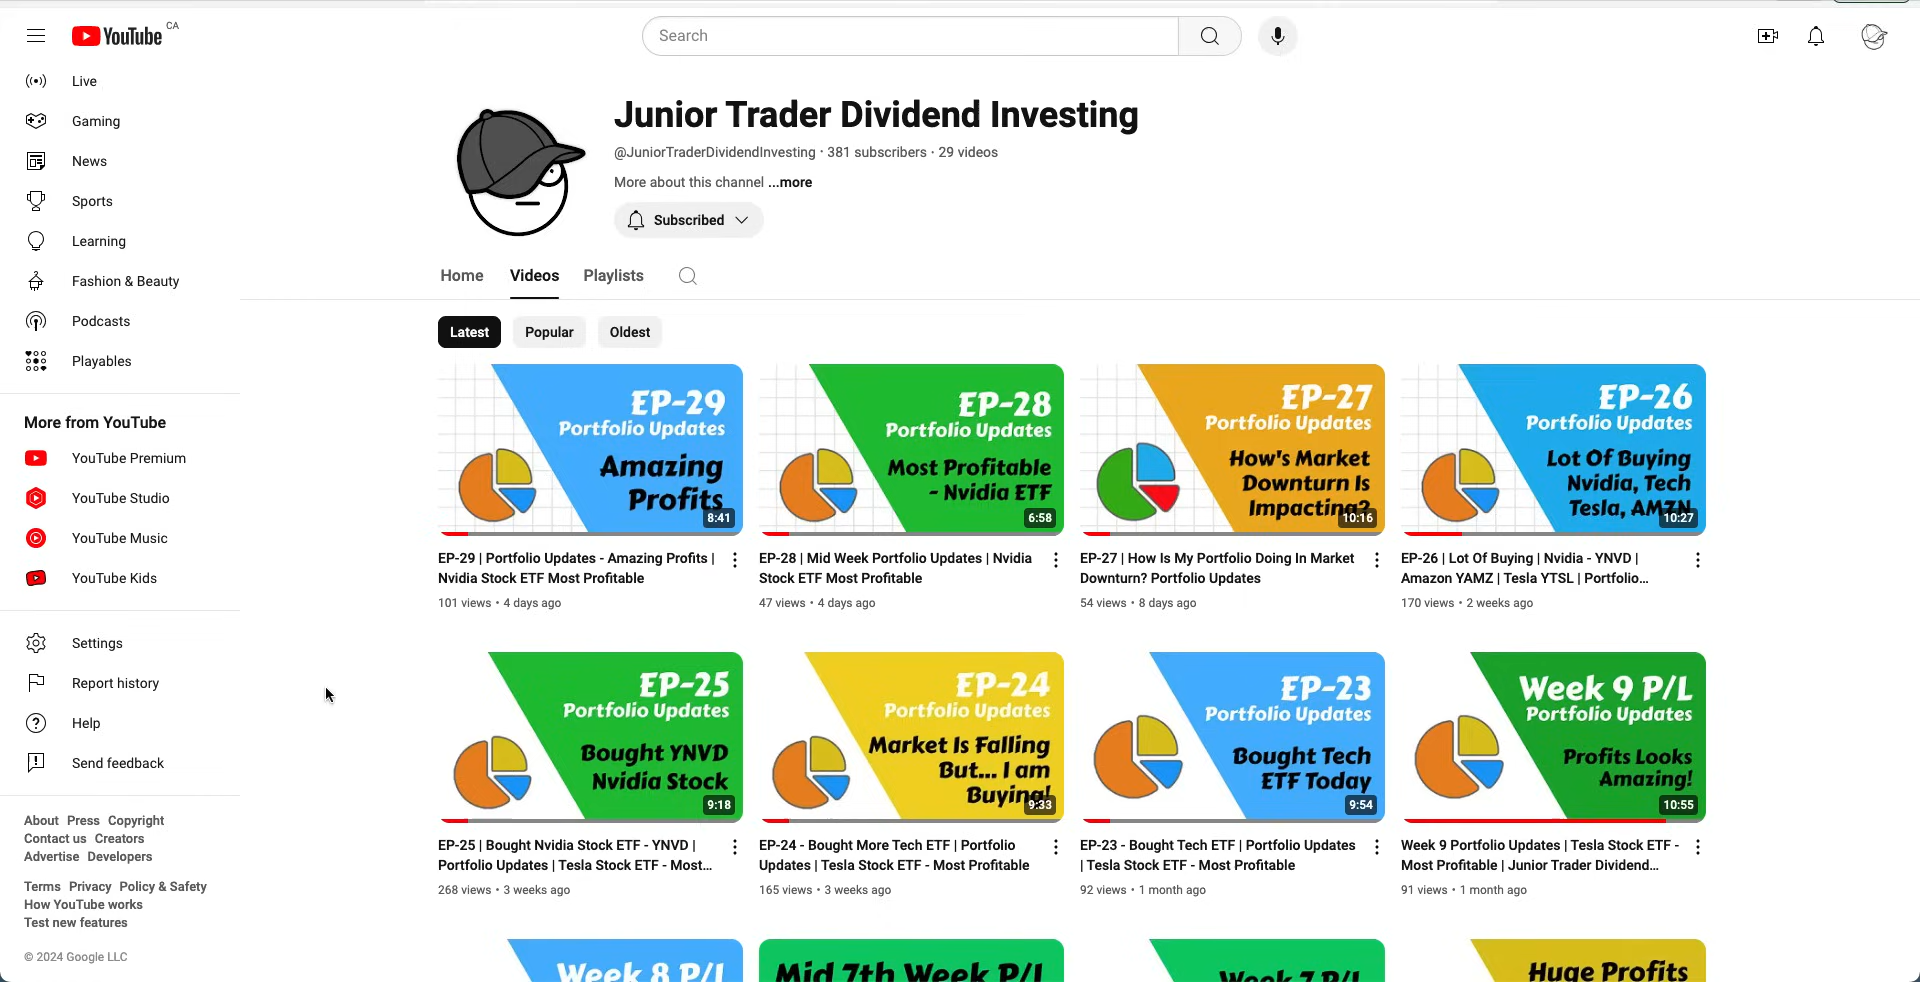 YouTube CA
Search
Live
Gaming
News
Sports
Learning
Fashion & Beauty
Podcasts
Playables
More from YouTube
YouTube Premium
YouTube Studio
YouTube Music
YouTube Kids
Settings
Report history
Help
Send feedback
About Press Copyright
Contact us Creators
Advertise Developers
Terms Privacy Policy & Safety
How YouTube works
Test new features
© 2024 Google LLC
Junior Trader Dividend Investing
@JuniorTraderDividendInvesting · 381 subscribers · 29 videos
More about this channel ...more
Subscribed
Home Videos Playlists
Latest Popular Oldest
EP-29
Portfolio Updates
Amazing
Profits
8:41
EP-29 | Portfolio Updates - Amazing Profits |
Nvidia Stock ETF Most Profitable
101 views • 4 days ago
EP-28
Portfolio Updates
Most Profitable
- Nvidia ETF
6:58
EP-28 | Mid Week Portfolio Updates | Nvidia
Stock ETF Most Profitable
47 views • 4 days ago
EP-27
Portfolio Updates
How's Market
Downturn Is
Impacting?
10:16
EP-27 | How Is My Portfolio Doing In Market
Downturn? Portfolio Updates
54 views • 8 days ago
EP-26
Portfolio Updates
Lot Of Buying
Nvidia, Tech
Tesla, AMZN
10:27
EP-26 | Lot Of Buying | Nvidia - YNVD |
Amazon YAMZ | Tesla YTSL | Portfolio...
170 views • 2 weeks ago
EP-25
Portfolio Updates
Bought YNVD
Nvidia Stock
9:18
EP-25 | Bought Nvidia Stock ETF - YNVD |
Portfolio Updates | Tesla Stock ETF - Most...
268 views • 3 weeks ago
EP-24
Portfolio Updates
Market Is Falling
But... I am
Buying!
9:33
EP-24 - Bought More Tech ETF | Portfolio
Updates | Tesla Stock ETF - Most Profitable
165 views • 3 weeks ago
EP-23
Portfolio Updates
Bought Tech
ETF Today
9:54
EP-23 - Bought Tech ETF | Portfolio Updates
| Tesla Stock ETF - Most Profitable
92 views • 1 month ago
Week 9 P/L
Portfolio Updates
Profits Looks
Amazing!
10:55
Week 9 Portfolio Updates | Tesla Stock ETF -
Most Profitable | Junior Trader Dividend...
91 views • 1 month ago
Week 8 P/L
Mid 7th Week P/L
Week 7 P/L
Huge Profits